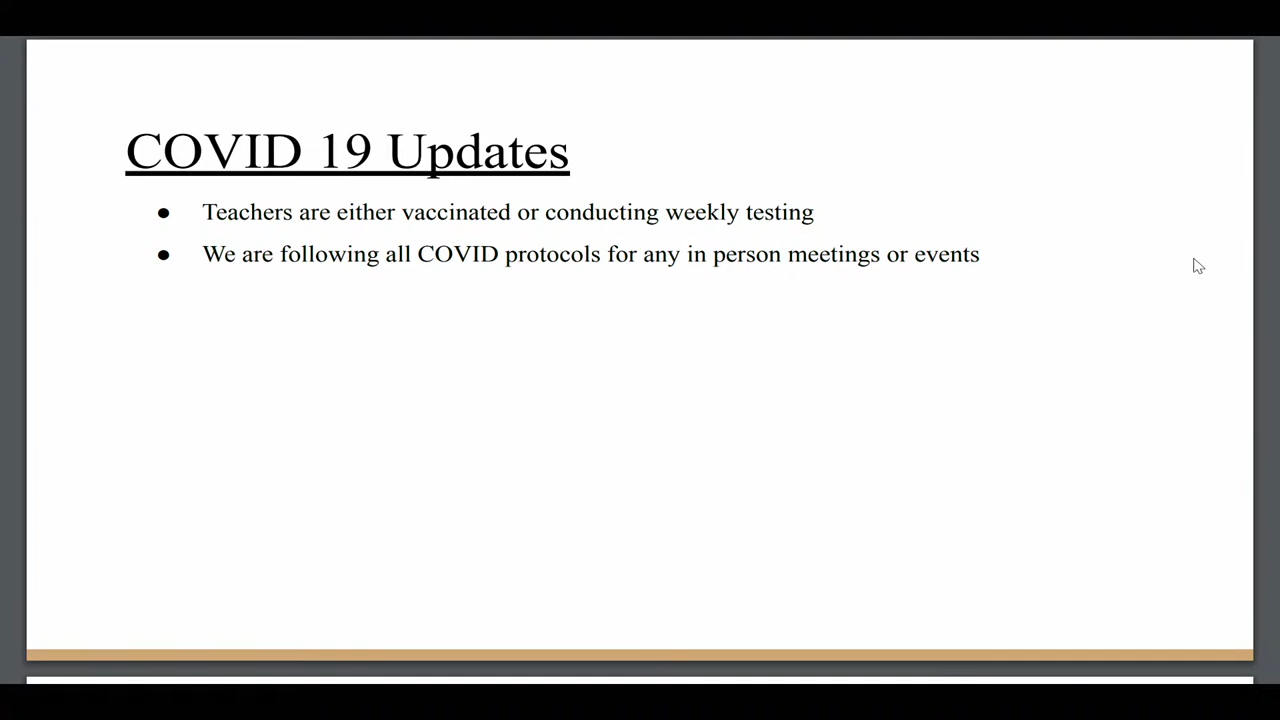 COVID 19 Updates
● Teachers are either vaccinated or conducting weekly testing
● We are following all COVID protocols for any in person meetings or events